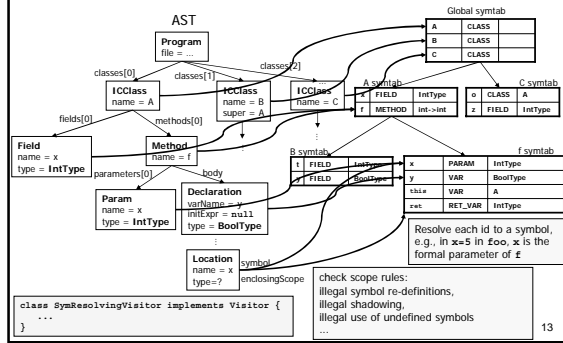 AST
Program
file = ...
classes[0]
classes[1]
classes[2]
ICClass
name = A
ICClass
name = B
super = A
ICClass
name = C
...
fields[0]
methods[0]
Field
name = x
type = IntType
Method
name = f
parameters[0]
body
Param
name = x
type = IntType
Declaration
varName = y
initExpr = null
type = BoolType
Location
name = x
type=?
symbol
enclosingScope
Global symtab
A CLASS
B CLASS
C CLASS
A symtab
x FIELD IntType
f METHOD int->int
C symtab
o CLASS A
z FIELD IntType
B symtab
t FIELD IntType
y FIELD BoolType
f symtab
x PARAM IntType
y VAR BoolType
this VAR A
ret RET_VAR IntType
Resolve each id to a symbol,
e.g., in x=5 in foo, x is the
formal parameter of f
check scope rules:
illegal symbol re-definitions,
illegal shadowing,
illegal use of undefined symbols
...
class SymResolvingVisitor implements Visitor {
...
}
13